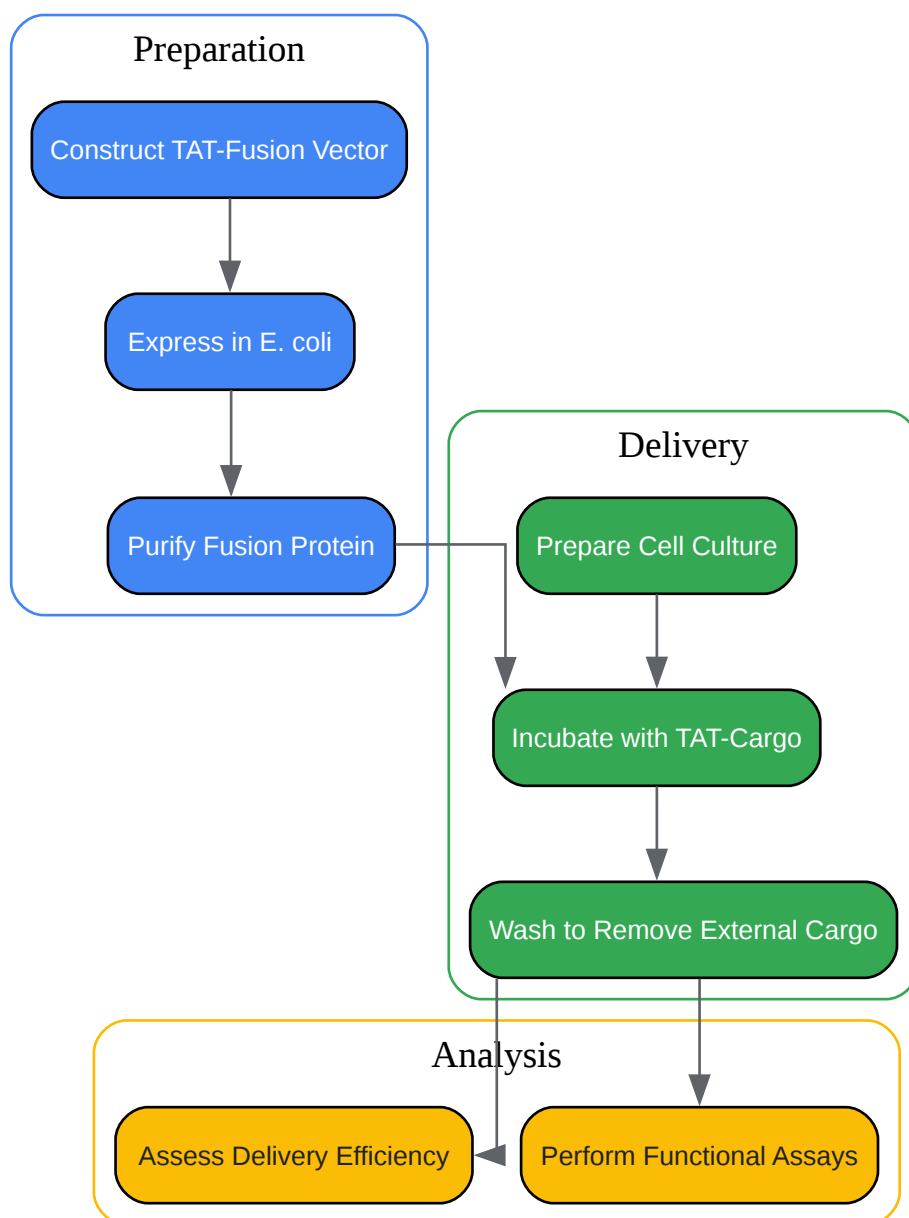 Preparation
Construct TAT-Fusion Vector
Express in E. coli
Purify Fusion Protein
Delivery
Prepare Cell Culture
Incubate with TAT-Cargo
Wash to Remove External Cargo
Analysis
Assess Delivery Efficiency
Perform Functional Assays